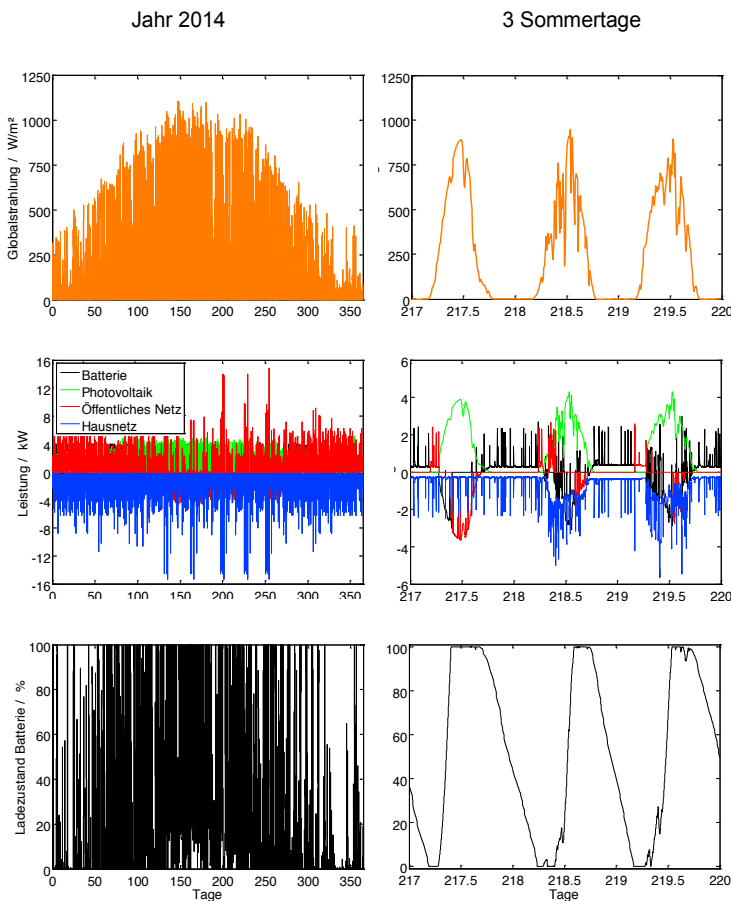 Jahr 2014
3 Sommertage
Globalstrahlung / W/m²
1250
1000
750
500
250
0
0 50 100 150 200 250 300 350
1250
1000
750
500
250
0
217 217.5 218 218.5 219 219.5 220
Leistung / kW
16
12
8
4
0
-4
-8
-12
-16
Batterie
Photovoltaik
Öffentliches Netz
Hausnetz
0 50 100 150 200 250 300 350
6
4
2
0
-2
-4
-6
217 217.5 218 218.5 219 219.5 220
Ladezustand Batterie / %
100
80
60
40
20
0
0 50 100 150 200 250 300 350
Tage
100
80
60
40
20
0
217 217.5 218 218.5 219 219.5 220
Tage